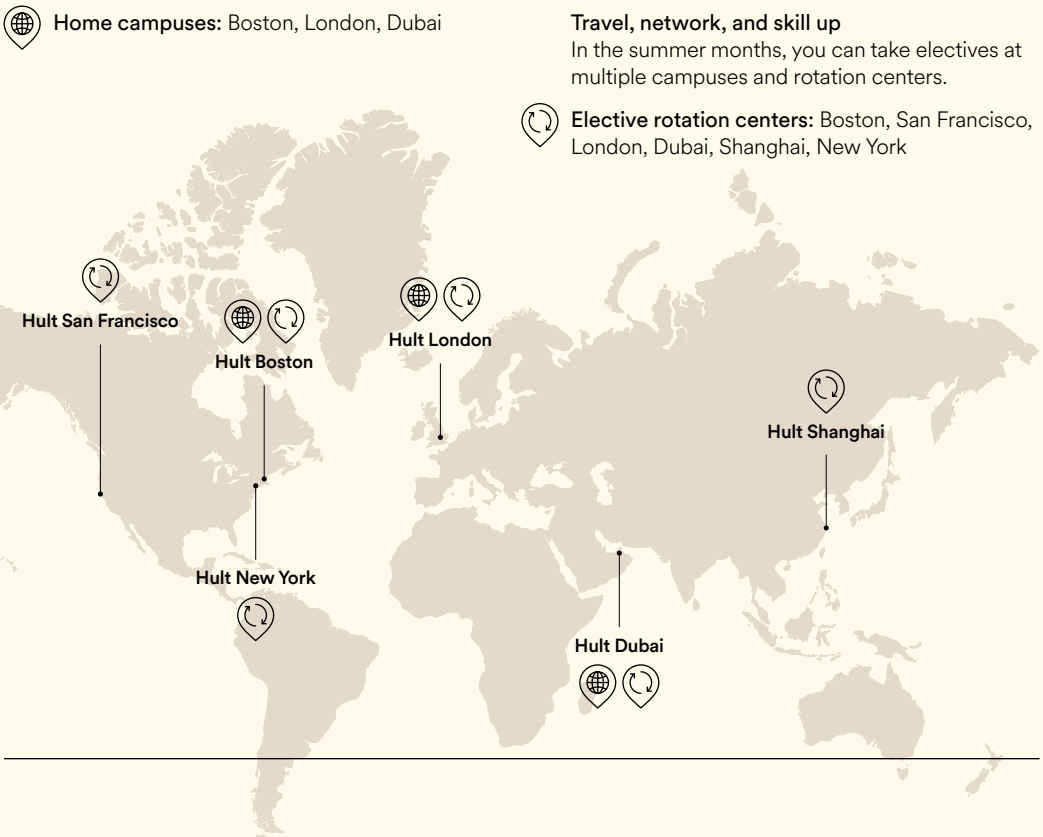 Home campuses: Boston, London, Dubai
Travel, network, and skill up
In the summer months, you can take electives at
multiple campuses and rotation centers.
Elective rotation centers: Boston, San Francisco,
London, Dubai, Shanghai, New York
Hult San Francisco
Hult Boston
Hult London
Hult Shanghai
Hult New York
Hult Dubai